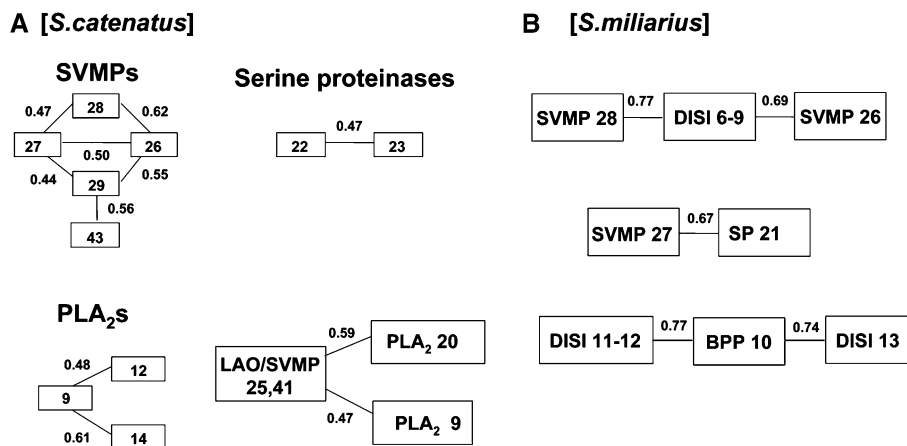 A [S.catenatus]
SVMPs
0.47
28
0.62
27
0.50
26
0.44
29
0.55
0.56
43
Serine proteinases
0.47
22
23
PLA₂s
0.48
12
9
0.61
14
0.59
PLA₂ 20
LAO/SVMP
25,41
0.47
PLA₂ 9
B [S.miliarius]
SVMP 28
0.77
DISI 6-9
0.69
SVMP 26
SVMP 27
0.67
SP 21
DISI 11-12
0.77
BPP 10
0.74
DISI 13